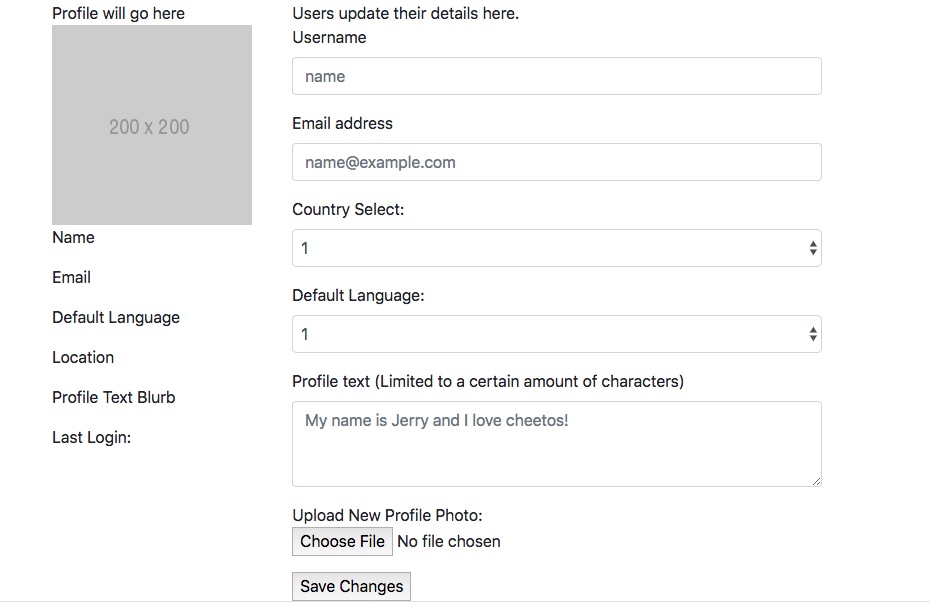 Profile will go here
200 x 200
Name
Email
Default Language
Location
Profile Text Blurb
Last Login:
Users update their details here.
Username
name
Email address
name@example.com
Country Select:
1
Default Language:
1
Profile text (Limited to a certain amount of characters)
My name is Jerry and I love cheetos!
Upload New Profile Photo:
Choose File No file chosen
Save Changes